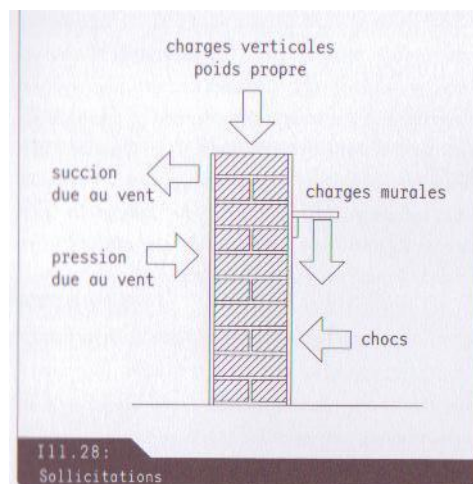 charges verticales
poids propre
succion
due au vent
charges murales
pression
due au vent
chocs
Ill.28:
Sollicitations